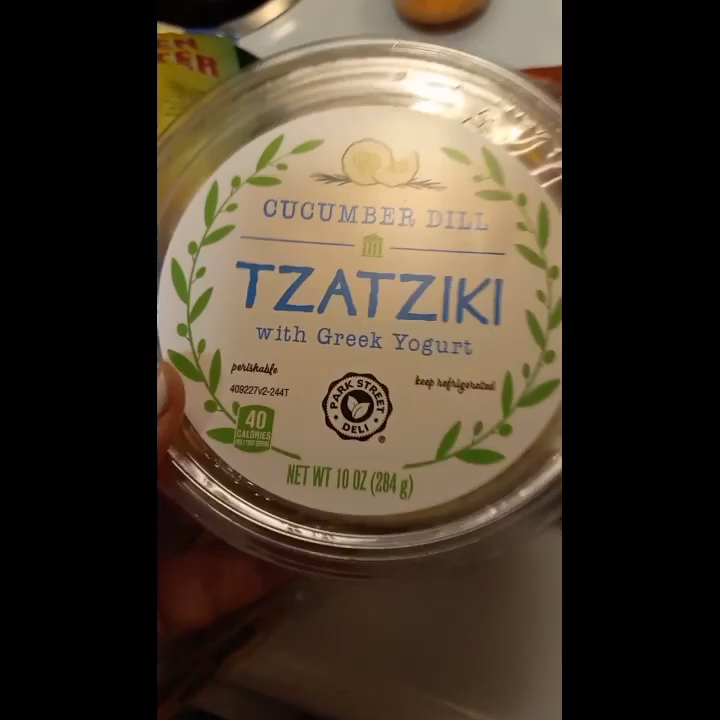 CUCUMBER DILL
TZATZIKI
with Greek Yogurt
perishable
keep refrigerated
409227v2-244T
PARK STREET
DELI
®
40
CALORIES
NET WT 10 OZ (284 g)